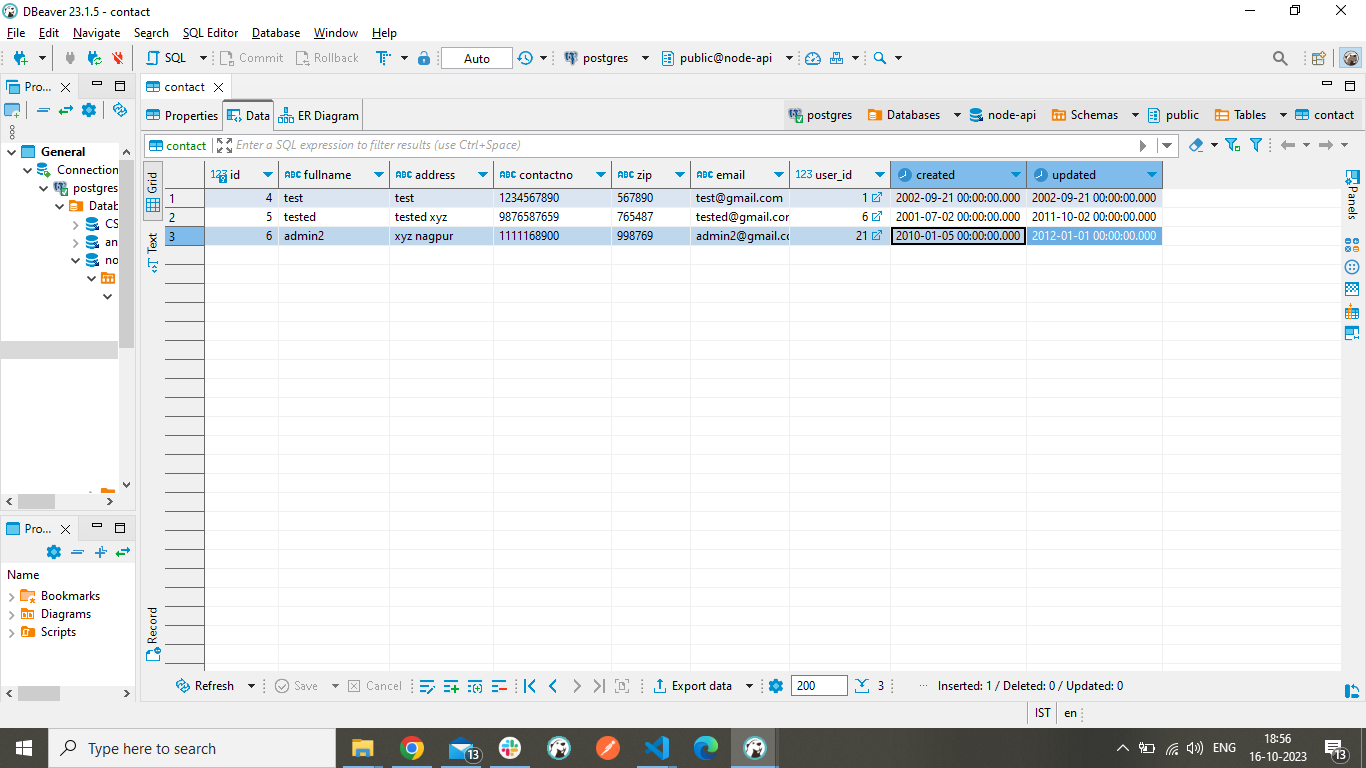 DBeaver 23.1.5 - contact
File Edit Navigate Search SQL Editor Database Window Help
SQL Commit Rollback Auto postgres public@node-api
Pro... contact
Properties Data ER Diagram postgres Databases node-api Schemas public Tables contact
contact Enter a SQL expression to filter results (use Ctrl+Space)
General
Connection
postgres
Datab
CS
an
no
Grid
Text
Record
Panels
123 id ABC fullname ABC address ABC contactno ABC zip ABC email 123 user_id created updated
1 4 test test 1234567890 567890 test@gmail.com 1 2002-09-21 00:00:00.000 2002-09-21 00:00:00.000
2 5 tested tested xyz 9876587659 765487 tested@gmail.com 6 2001-07-02 00:00:00.000 2011-10-02 00:00:00.000
3 6 admin2 xyz nagpur 1111168900 998769 admin2@gmail.cc 21 2010-01-05 00:00:00.000 2012-01-01 00:00:00.000
Pro...
Name
Bookmarks
Diagrams
Scripts
Refresh Save Cancel Export data 200 3 ... Inserted: 1 / Deleted: 0 / Updated: 0
IST en
Type here to search 13 ENG 18:56 13
16-10-2023